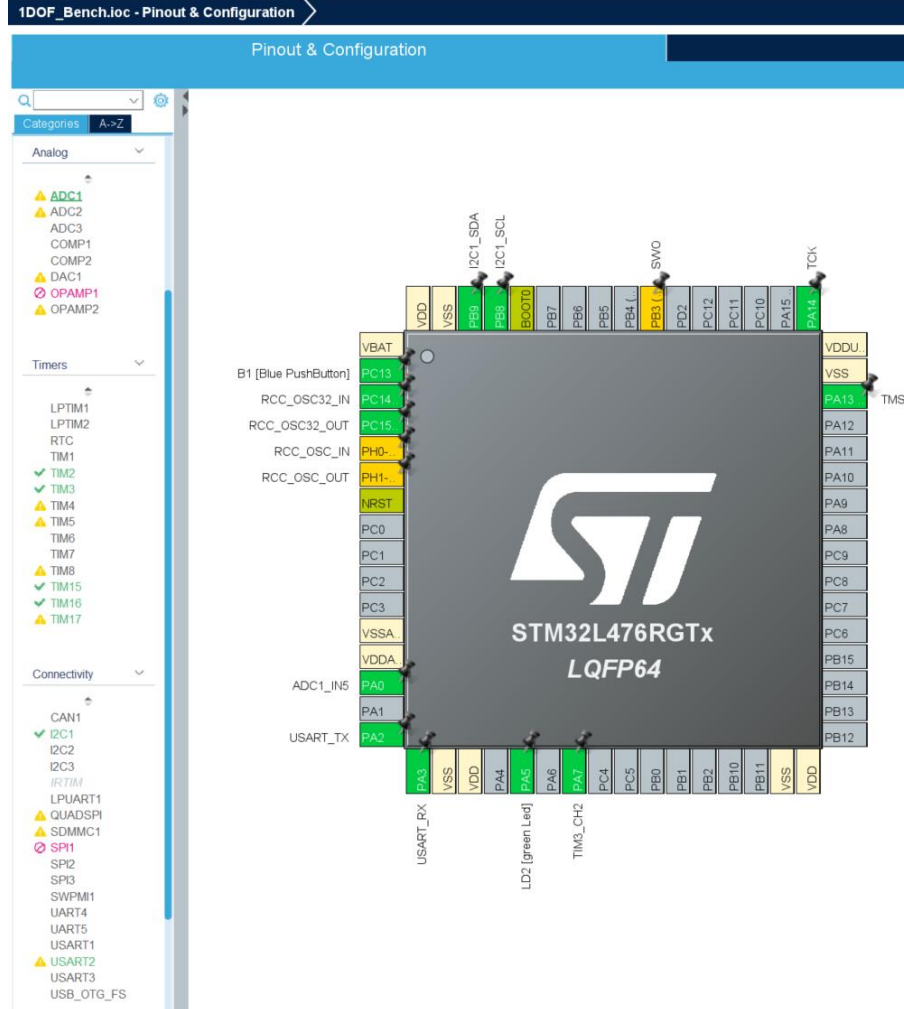 1DOF_Bench.ioc - Pinout & Configuration
Pinout & Configuration
Categories A->Z
Analog
ADC1
ADC2
ADC3
COMP1
COMP2
DAC1
OPAMP1
OPAMP2
Timers
LPTIM1
LPTIM2
RTC
TIM1
TIM2
TIM3
TIM4
TIM5
TIM6
TIM7
TIM8
TIM15
TIM16
TIM17
Connectivity
CAN1
I2C1
I2C2
I2C3
IRTIM
LPUART1
QUADSPI
SDMMC1
SPI1
SPI2
SPI3
SWPMI1
UART4
UART5
USART1
USART2
USART3
USB_OTG_FS
I2C1_SDA
I2C1_SCL
SWO
TCK
VDD
VSS
PB9
PB8
BOOT0
PB7
PB6
PB5
PB4 (..
PB3 (..
PD2
PC12
PC11
PC10
PA15..
PA14..
VBAT
B1 [Blue PushButton] PC13
RCC_OSC32_IN PC14..
RCC_OSC32_OUT PC15..
RCC_OSC_IN PH0-..
RCC_OSC_OUT PH1-..
NRST
PC0
PC1
PC2
PC3
VSSA..
VDDA..
ADC1_IN5 PA0
PA1
USART_TX PA2
ST
STM32L476RGTx
LQFP64
VDDU..
VSS
PA13.. TMS
PA12
PA11
PA10
PA9
PA8
PC9
PC8
PC7
PC6
PB15
PB14
PB13
PB12
PA3
VSS
VDD
PA4
PA5
PA6
PA7
PC4
PC5
PB0
PB1
PB2
PB10
PB11
VSS
VDD
USART_RX
LD2 [green Led]
TIM3_CH2